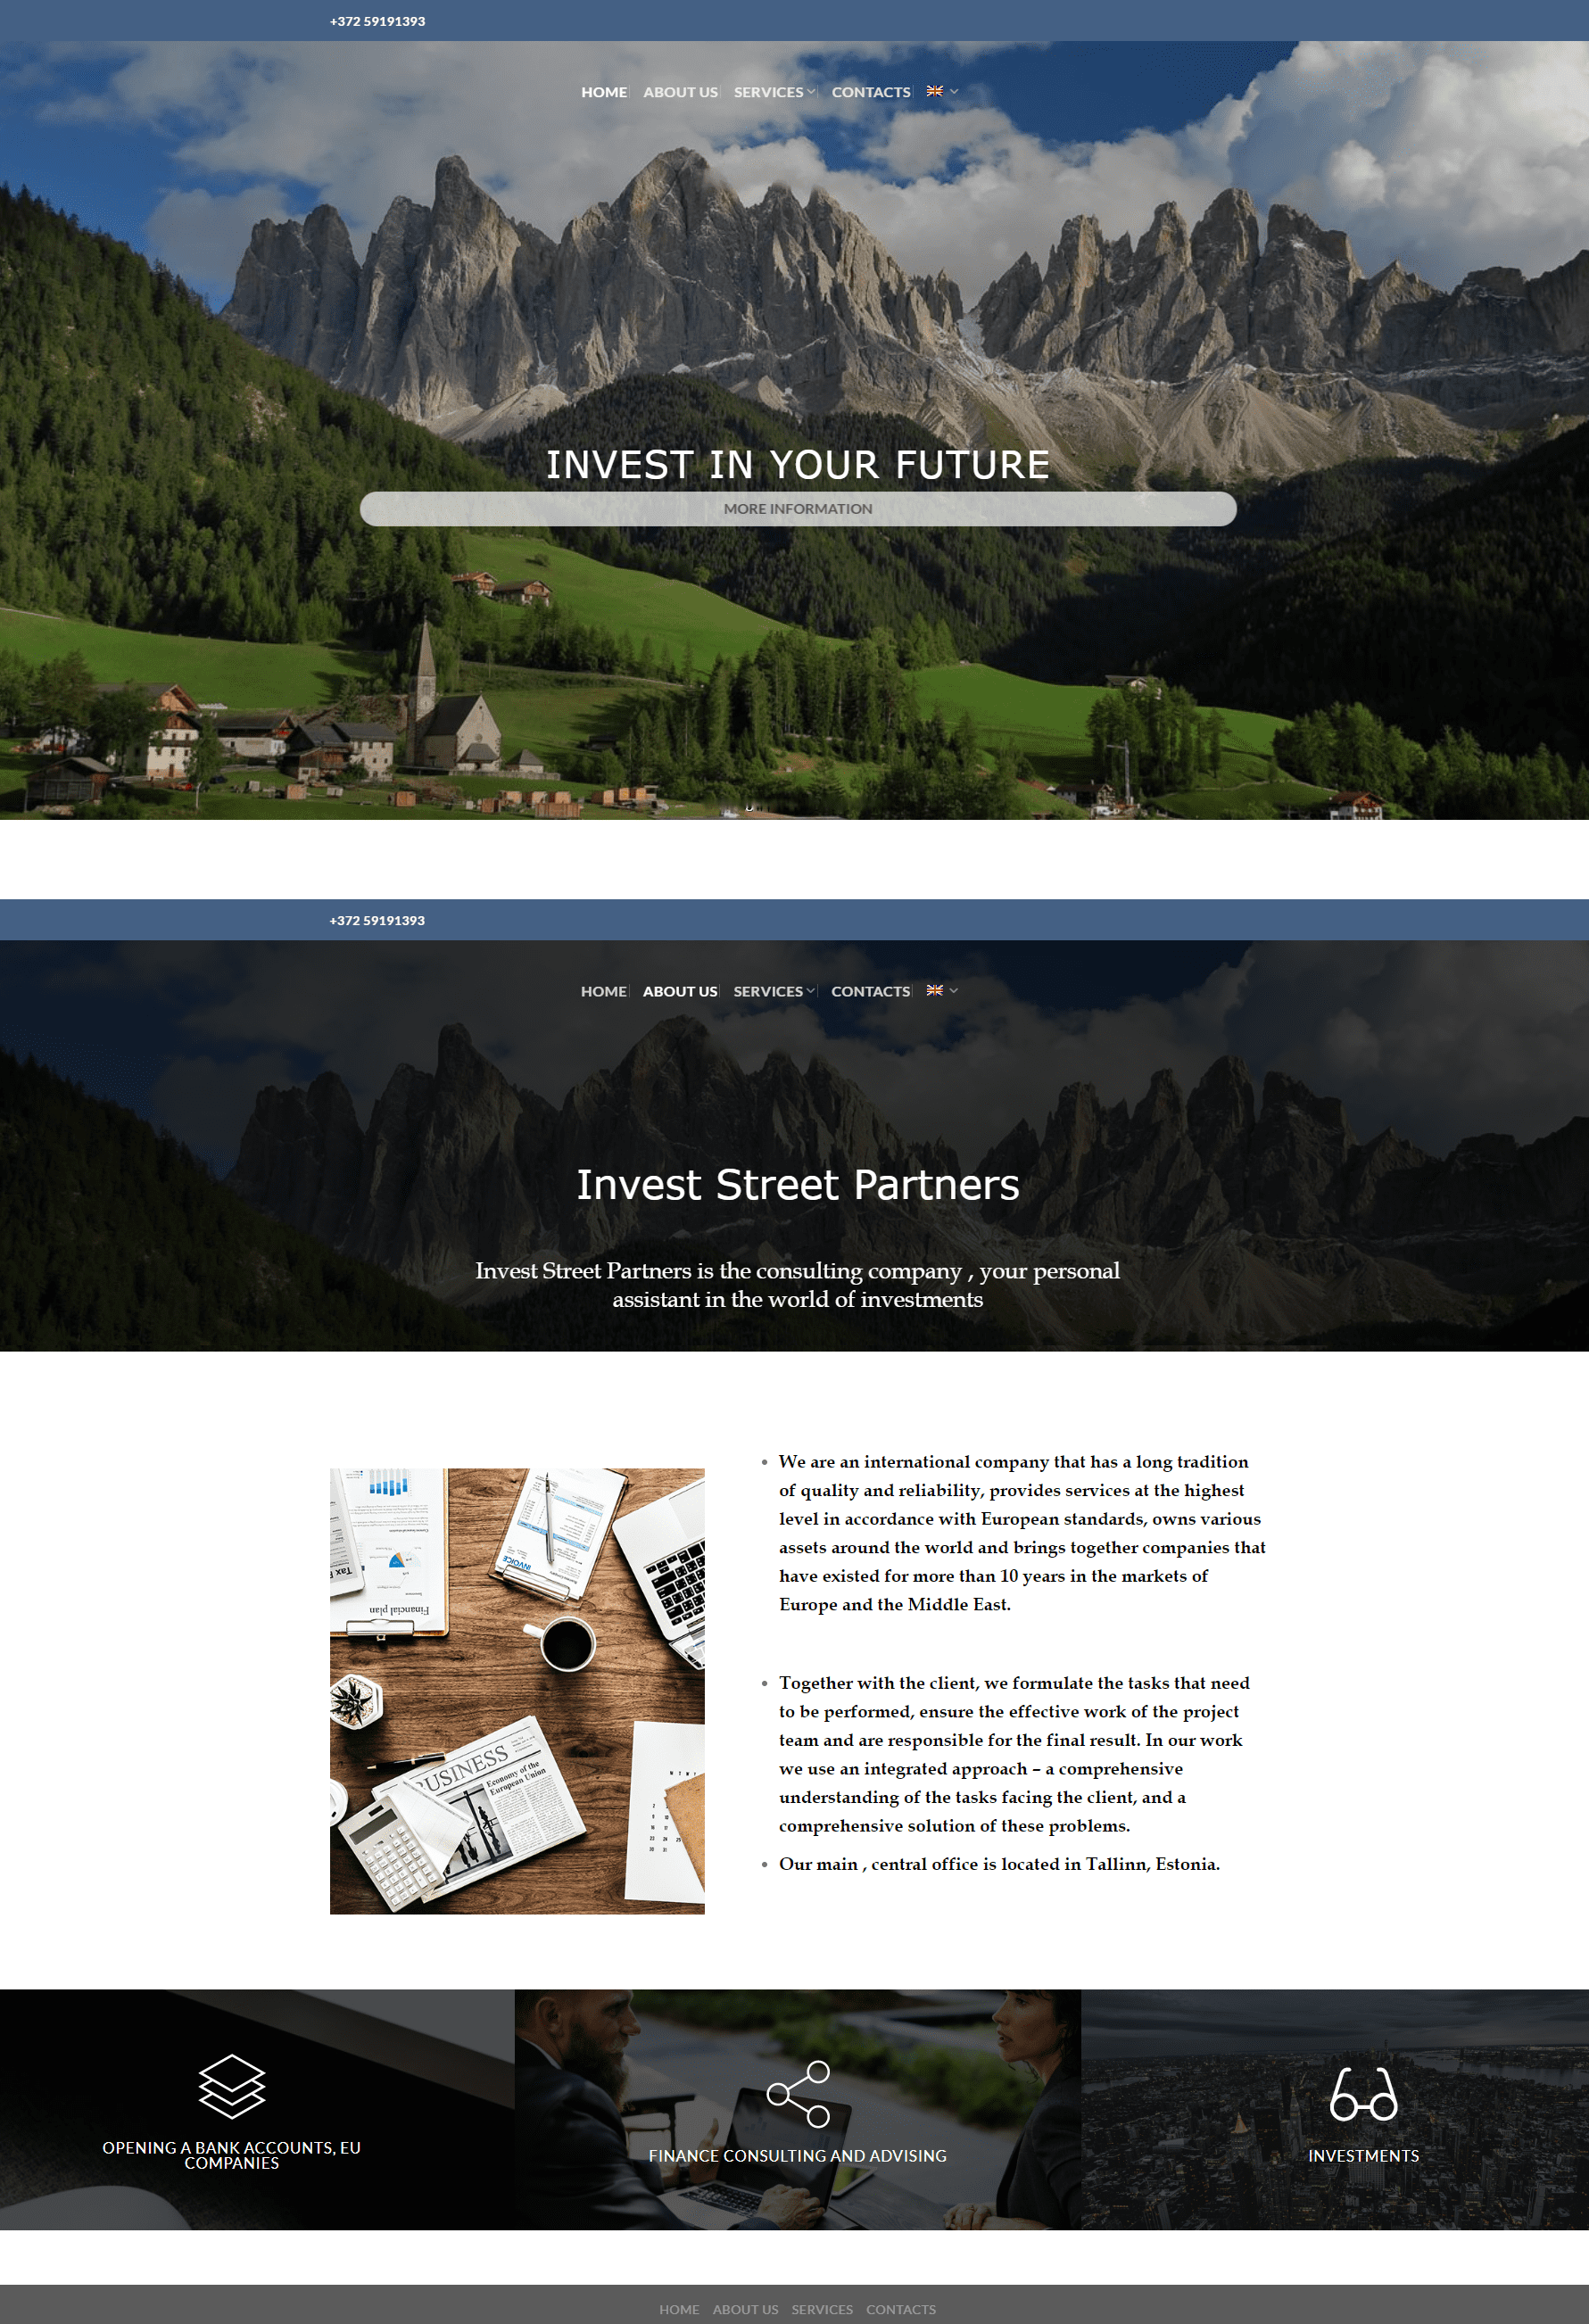 +372 59191393
HOME ABOUT US SERVICES CONTACTS
INVEST IN YOUR FUTURE
MORE INFORMATION
+372 59191393
HOME ABOUT US SERVICES CONTACTS
Invest Street Partners
Invest Street Partners is the consulting company , your personal
assistant in the world of investments
Financial plan
Tax
INVOICE
BUSINESS
Economy of the
European Union
• We are an international company that has a long tradition
of quality and reliability, provides services at the highest
level in accordance with European standards, owns various
assets around the world and brings together companies that
have existed for more than 10 years in the markets of
Europe and the Middle East.
• Together with the client, we formulate the tasks that need
to be performed, ensure the effective work of the project
team and are responsible for the final result. In our work
we use an integrated approach – a comprehensive
understanding of the tasks facing the client, and a
comprehensive solution of these problems.
• Our main , central office is located in Tallinn, Estonia.
OPENING A BANK ACCOUNTS, EU
COMPANIES
FINANCE CONSULTING AND ADVISING
INVESTMENTS
HOME ABOUT US SERVICES CONTACTS